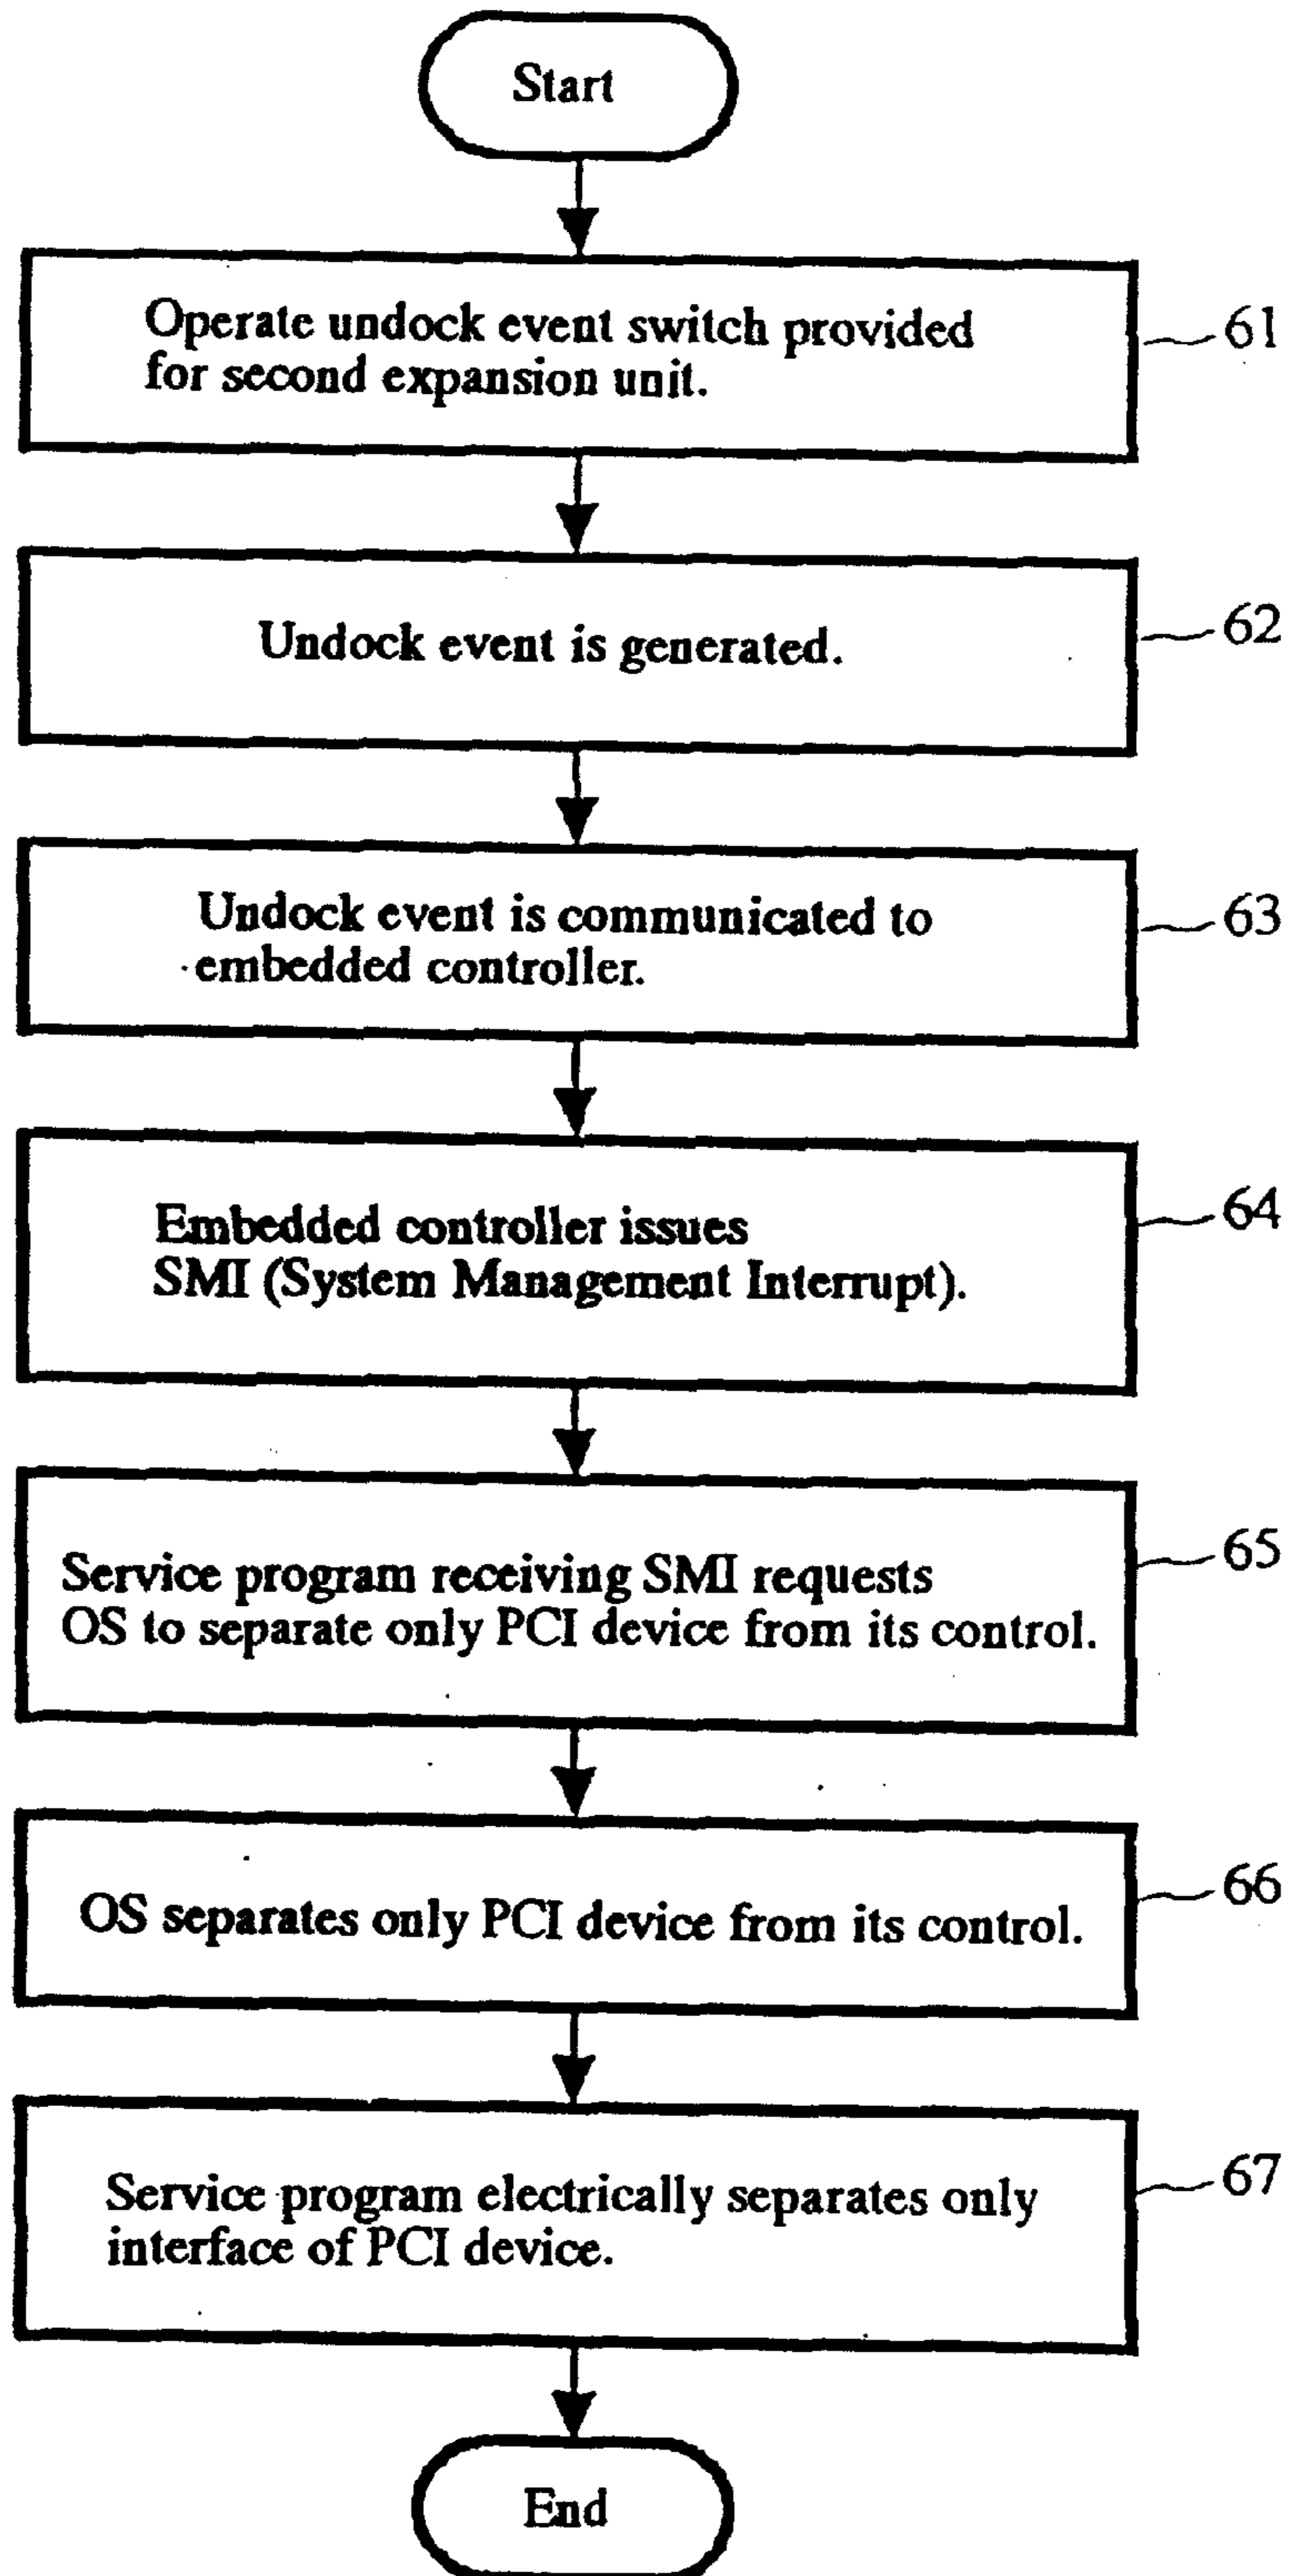 Start
Operate undock event switch provided
for second expansion unit.
61
Undock event is generated.
62
Undock event is communicated to
embedded controller.
63
Embedded controller issues
SMI (System Management Interrupt).
64
Service program receiving SMI requests
OS to separate only PCI device from its control.
65
OS separates only PCI device from its control.
66
Service program electrically separates only
interface of PCI device.
67
End